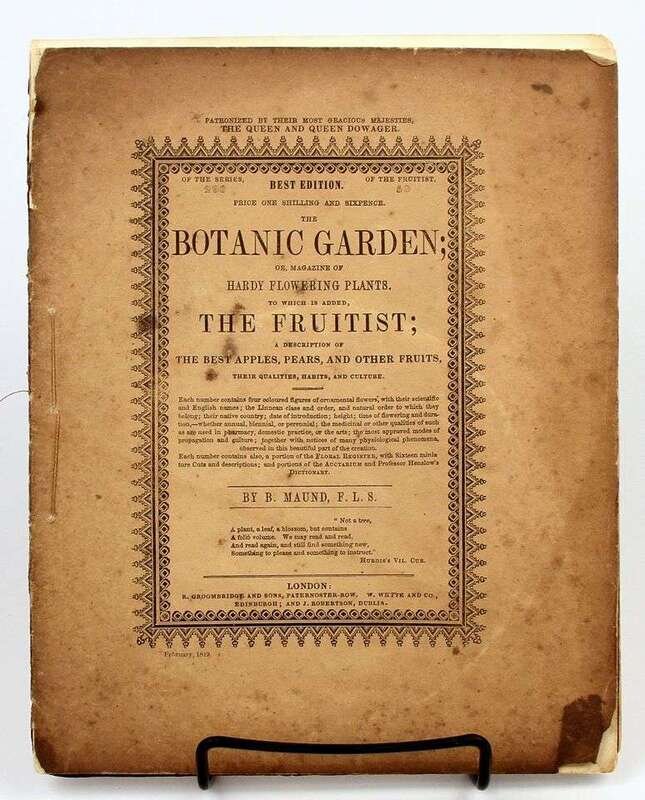 PATRONIZED BY THEIR MOST GRACIOUS MAJESTIES,
THE QUEEN AND QUEEN DOWAGER.
OF THE SERIES, BEST EDITION. OF THE FRUITIST,
PRICE ONE SHILLING AND SIXPENCE.
THE
BOTANIC GARDEN;
OR, MAGAZINE OF
HARDY FLOWERING PLANTS.
TO WHICH IS ADDED,
THE FRUITIST;
A DESCRIPTION OF
THE BEST APPLES, PEARS, AND OTHER FRUITS,
THEIR QUALITIES, HABITS, AND CULTURE.
Each number contains four coloured figures of ornamental flowers, with their scientific
and English names; the Linnean class and order, and natural order to which they
belong; their native country; date of introduction; height; time of flowering and dura-
tion,—whether annual, biennial, or perennial; the medicinal or other qualities of such
as are used in pharmacy, domestic practice, or the arts; the most approved modes of
propagation and culture; together with notices of many physiological phenomena,
observed in this beautiful part of the creation.
Each number contains also, a portion of the FLORAL REGISTER, with Sixteen minia
ture Cuts and descriptions; and portions of the AUCTARIUM and Professor Henslow's
DICTIONARY.
BY B. MAUND, F. L. S.
"Not a tree,
A plant, a leaf, a blossom, but contains
A folio volume. We may read and read,
And read again, and still find something new,
Something to please and something to instruct."
HURDIS'S VIL. CUR.
LONDON:
R. GROOMBRIDGE AND SONS, PATERNOSTER-ROW. W. WHYTE AND CO.,
EDINBURGH; AND J. ROBERTSON, DUBLIN.
February,